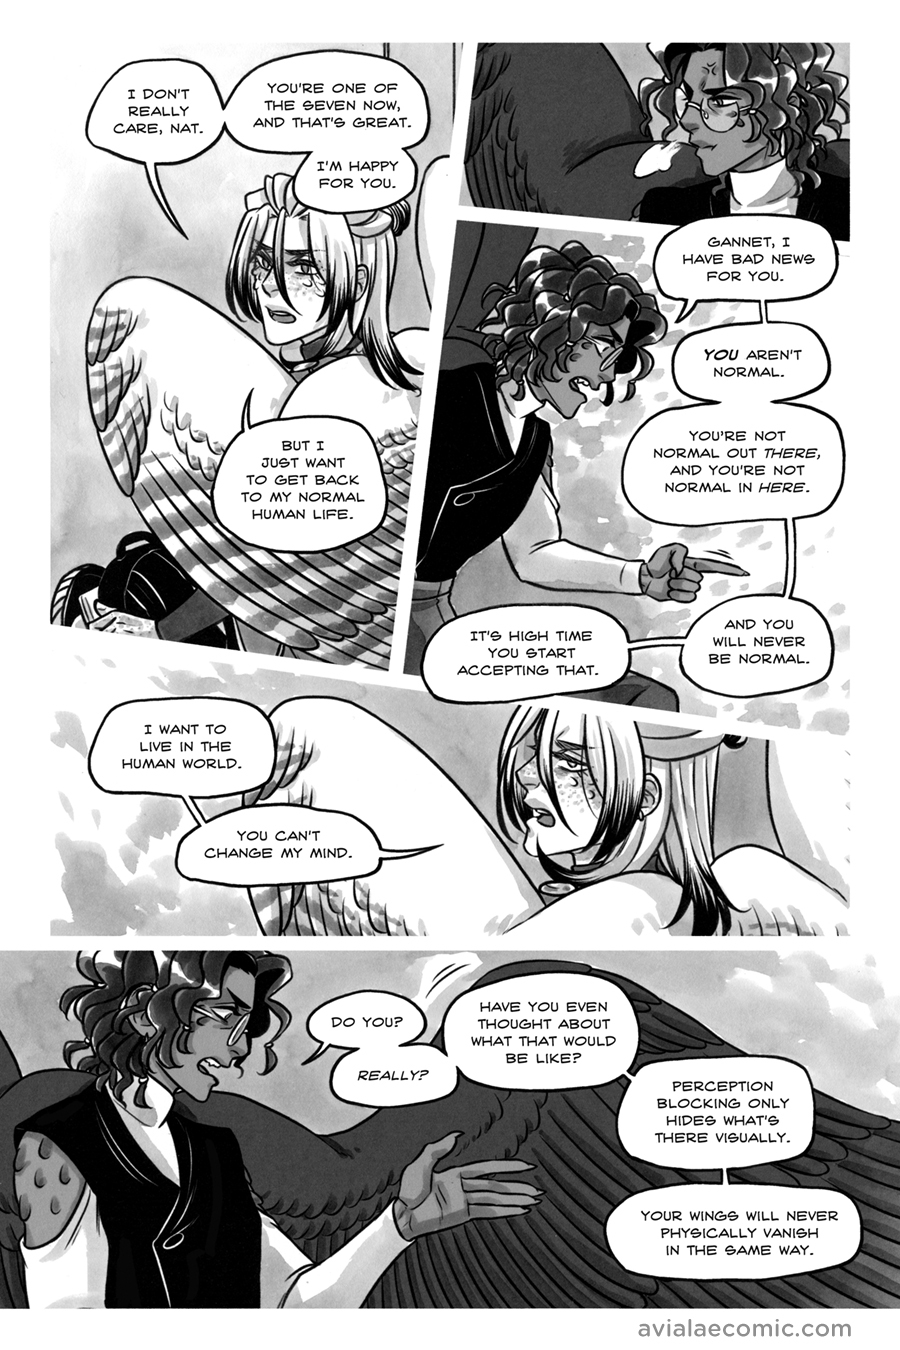 I DON'T
REALLY
CARE, NAT.
YOU'RE ONE OF
THE SEVEN NOW,
AND THAT'S GREAT.
I'M HAPPY
FOR YOU.
BUT I
JUST WANT
TO GET BACK
TO MY NORMAL
HUMAN LIFE.
GANNET, I
HAVE BAD NEWS
FOR YOU.
YOU AREN'T
NORMAL.
YOU'RE NOT
NORMAL OUT THERE,
AND YOU'RE NOT
NORMAL IN HERE.
AND YOU
WILL NEVER
BE NORMAL.
IT'S HIGH TIME
YOU START
ACCEPTING THAT.
I WANT TO
LIVE IN THE
HUMAN WORLD.
YOU CAN'T
CHANGE MY MIND.
DO YOU?
REALLY?
HAVE YOU EVEN
THOUGHT ABOUT
WHAT THAT WOULD
BE LIKE?
PERCEPTION
BLOCKING ONLY
HIDES WHAT'S
THERE VISUALLY.
YOUR WINGS WILL NEVER
PHYSICALLY VANISH
IN THE SAME WAY.
avialaecomic.com